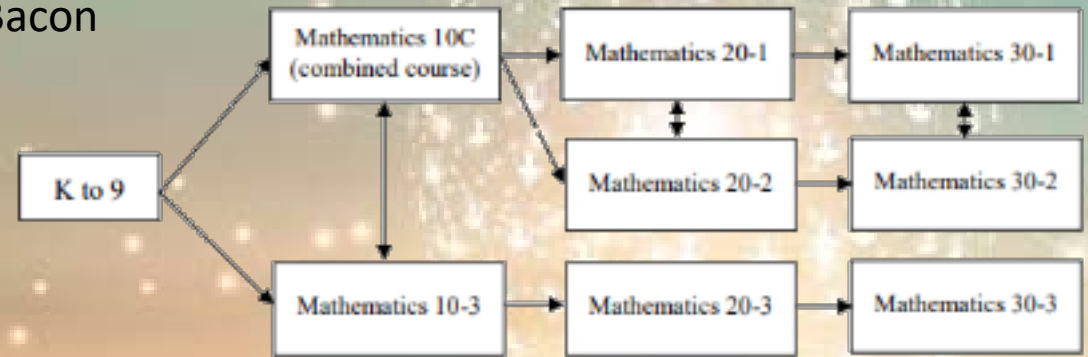 Bacon
Mathematics 10C
(combined course)
Mathematics 20-1
Mathematics 30-1
K to 9
Mathematics 20-2
Mathematics 30-2
Mathematics 10-3
Mathematics 20-3
Mathematics 30-3